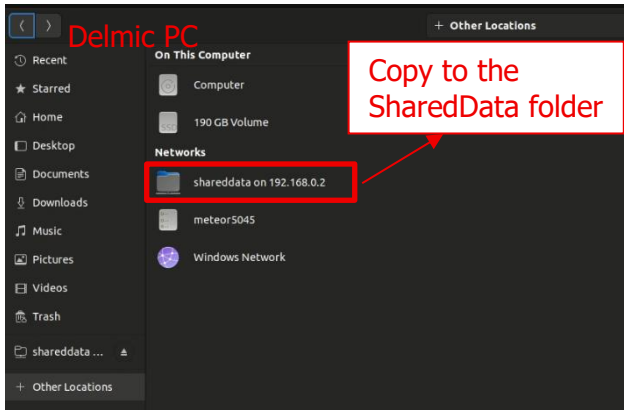 Delmic PC
+ Other Locations
Recent
Starred
Home
Desktop
Documents
Downloads
Music
Pictures
Videos
Trash
shareddata ...
+ Other Locations
On This Computer
Computer
190 GB Volume
Networks
shareddata on 192.168.0.2
meteor5045
Windows Network
Copy to the
SharedData folder